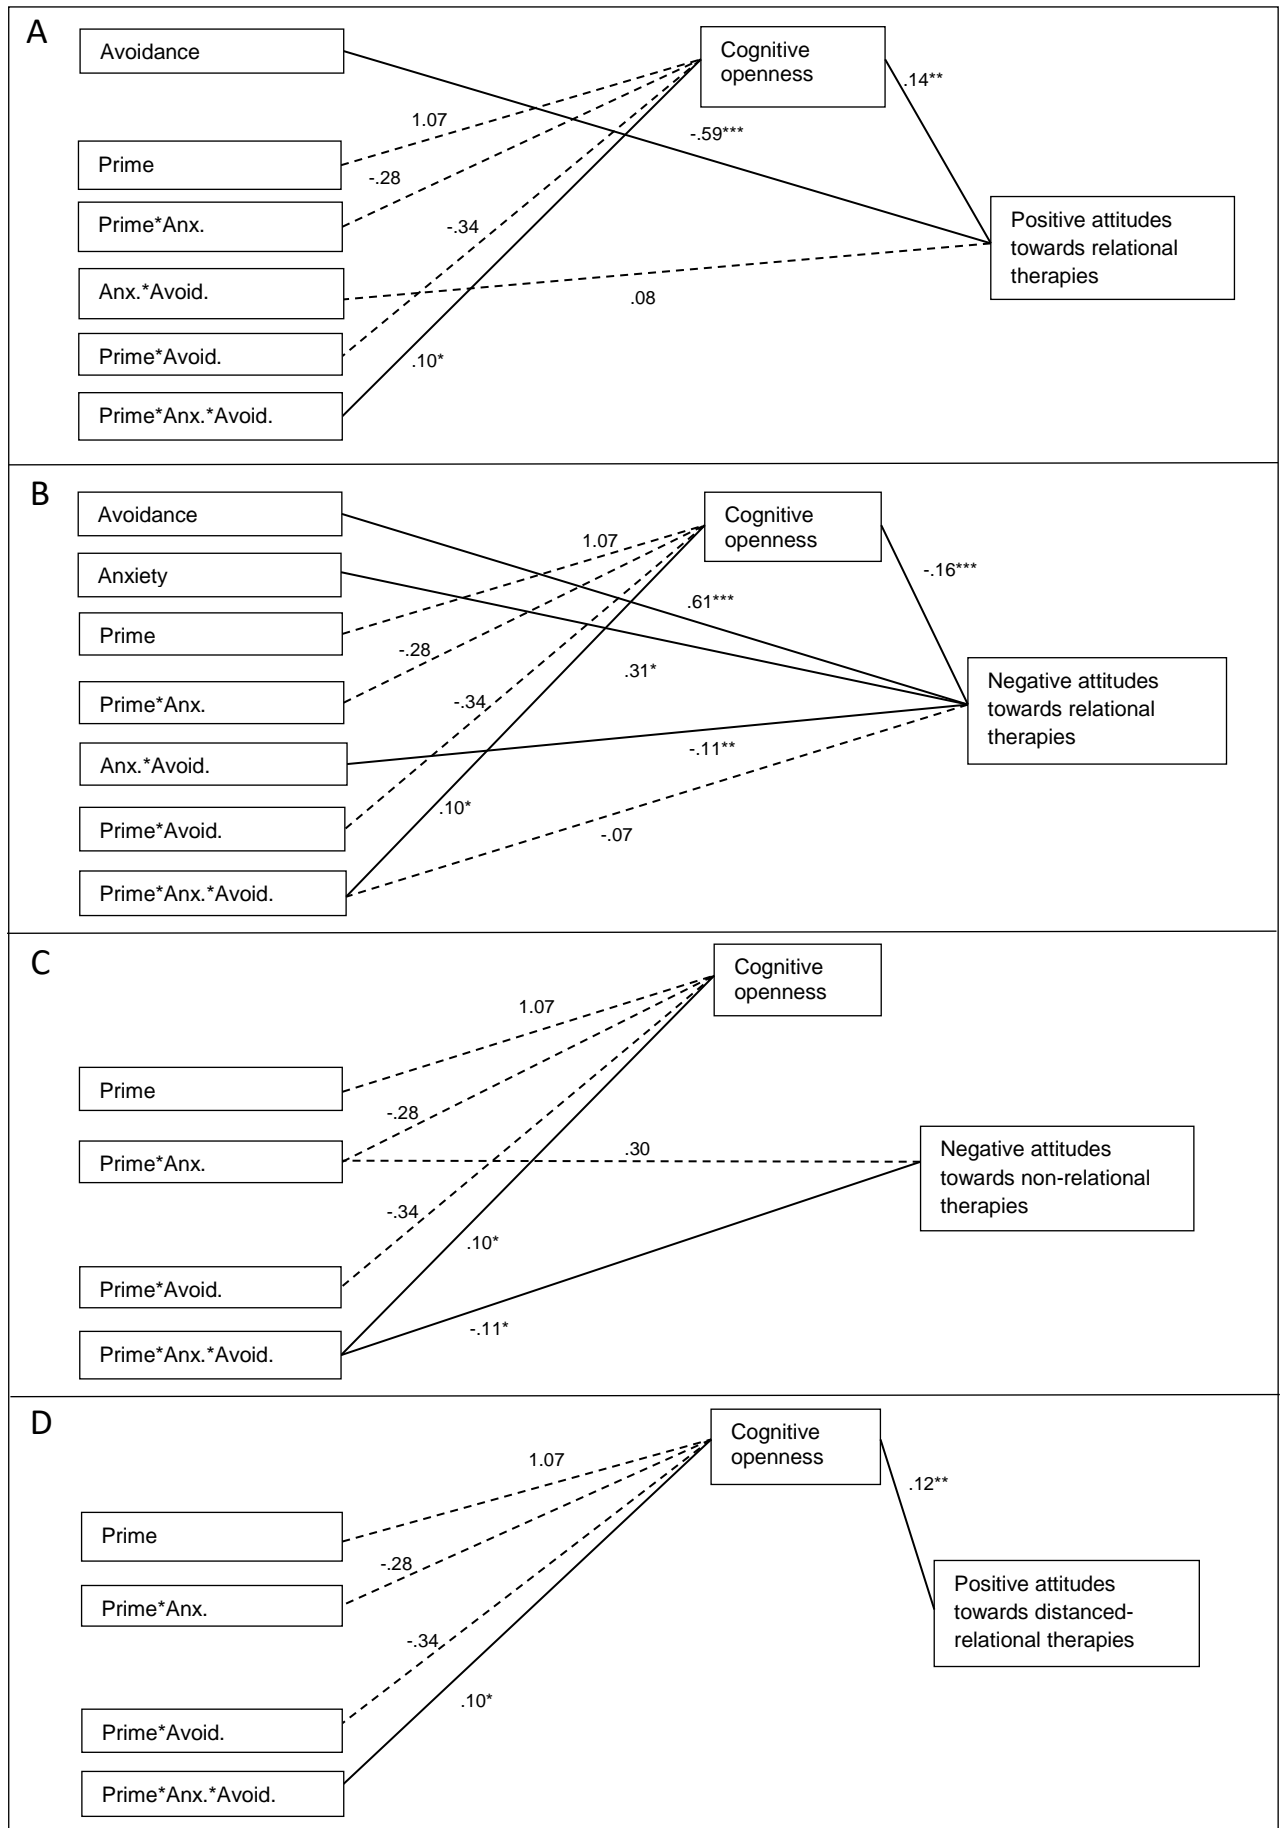 A
Avoidance
Cognitive
openness
.14**
1.07
-.59***
Prime
-.28
Prime*Anx.
-.34
Positive attitudes
towards relational
therapies
Anx.*Avoid.
.08
Prime*Avoid.
.10*
Prime*Anx.*Avoid.
B
Avoidance
Cognitive
openness
1.07
Anxiety
-.16***
.61***
Prime
-.28
.31*
Prime*Anx.
-.34
Negative attitudes
towards relational
therapies
Anx.*Avoid.
-.11**
.10*
Prime*Avoid.
-.07
Prime*Anx.*Avoid.
C
Cognitive
openness
1.07
Prime
-.28
Prime*Anx.
.30
Negative attitudes
towards non-relational
therapies
-.34
.10*
Prime*Avoid.
-.11*
Prime*Anx.*Avoid.
D
Cognitive
openness
1.07
.12**
Prime
-.28
Prime*Anx.
Positive attitudes
towards distanced-
relational therapies
-.34
.10*
Prime*Avoid.
Prime*Anx.*Avoid.